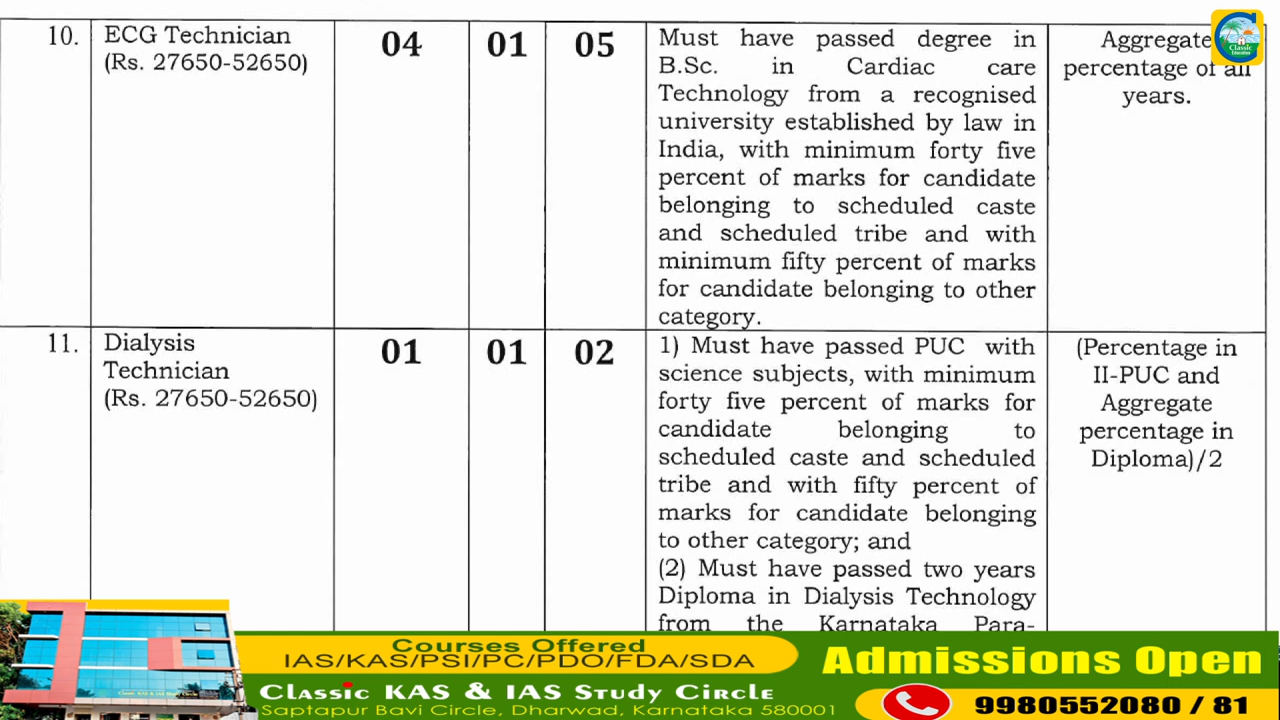 10.
ECG Technician
(Rs. 27650-52650)
04
01
05
Must have passed degree in
B.Sc. in Cardiac care
Technology from a recognised
university established by law in
India, with minimum forty five
percent of marks for candidate
belonging to scheduled caste
and scheduled tribe and with
minimum fifty percent of marks
for candidate belonging to other
category.
Aggregate
percentage of all
years.
Classic
Education
11.
Dialysis
Technician
(Rs. 27650-52650)
01
01
02
1) Must have passed PUC with
science subjects, with minimum
forty five percent of marks for
candidate belonging to
scheduled caste and scheduled
tribe and with fifty percent of
marks for candidate belonging
to other category; and
(2) Must have passed two years
Diploma in Dialysis Technology
from the Karnataka Para-
(Percentage in
II-PUC and
Aggregate
percentage in
Diploma)/2
Courses Offered
IAS/KAS/PSI/PC/PDO/FDA/SDA
Classic KAS & IAS Study Circle
Saptapur Bavi Circle, Dharwad, Karnataka 580001
Admissions Open
9980552080 / 81